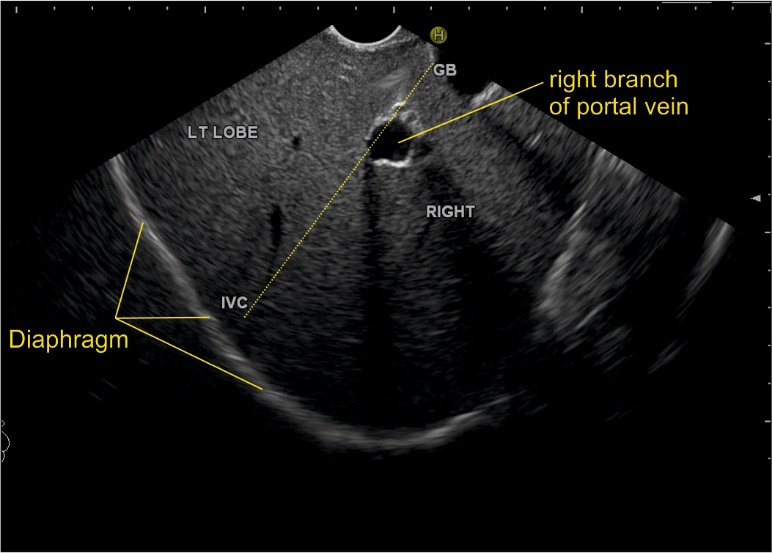 H
GB
right branch
of portal vein
LT LOBE
RIGHT
IVC
Diaphragm